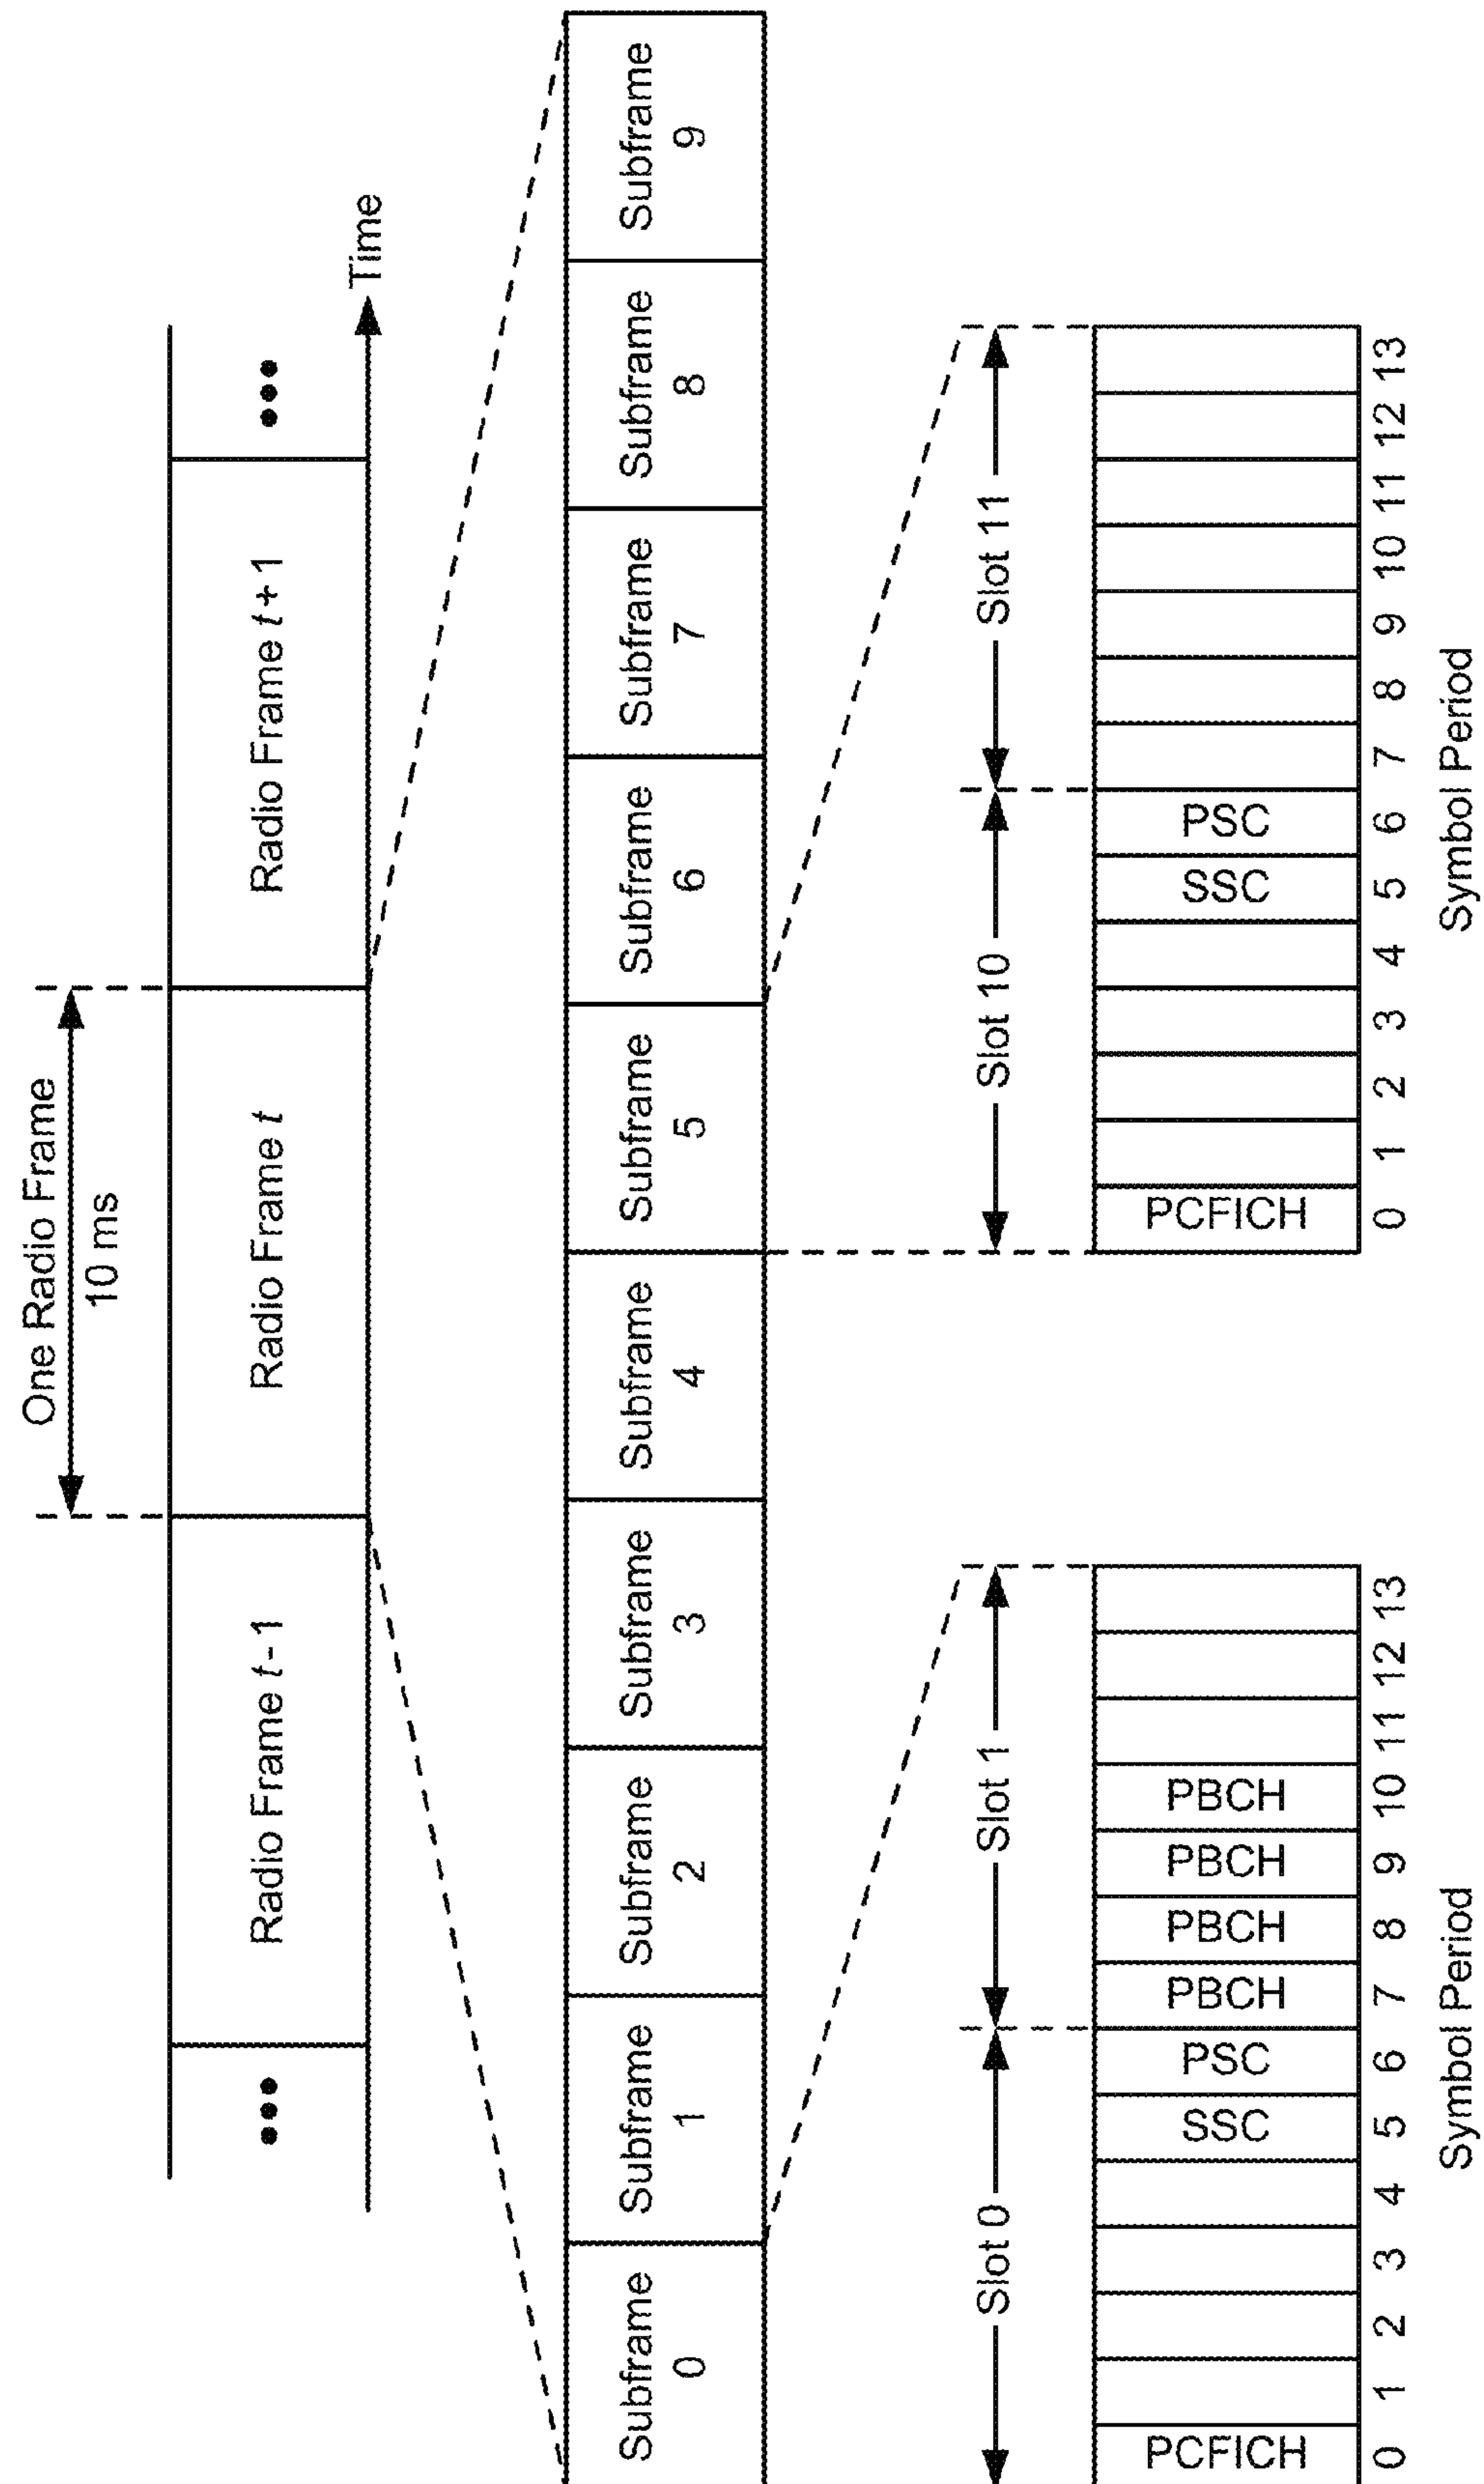 One Radio Frame
10 ms
•••
Radio Frame t - 1
Radio Frame t
Radio Frame t + 1
•••
Time
Subframe
0
Subframe
1
Subframe
2
Subframe
3
Subframe
4
Subframe
5
Subframe
6
Subframe
7
Subframe
8
Subframe
9
Slot 0
Slot 1
PCFICH
SSC
PSC
PBCH
PBCH
PBCH
PBCH
0 1 2 3 4 5 6 7 8 9 10 11 12 13
Symbol Period
Slot 10
Slot 11
PCFICH
SSC
PSC
0 1 2 3 4 5 6 7 8 9 10 11 12 13
Symbol Period